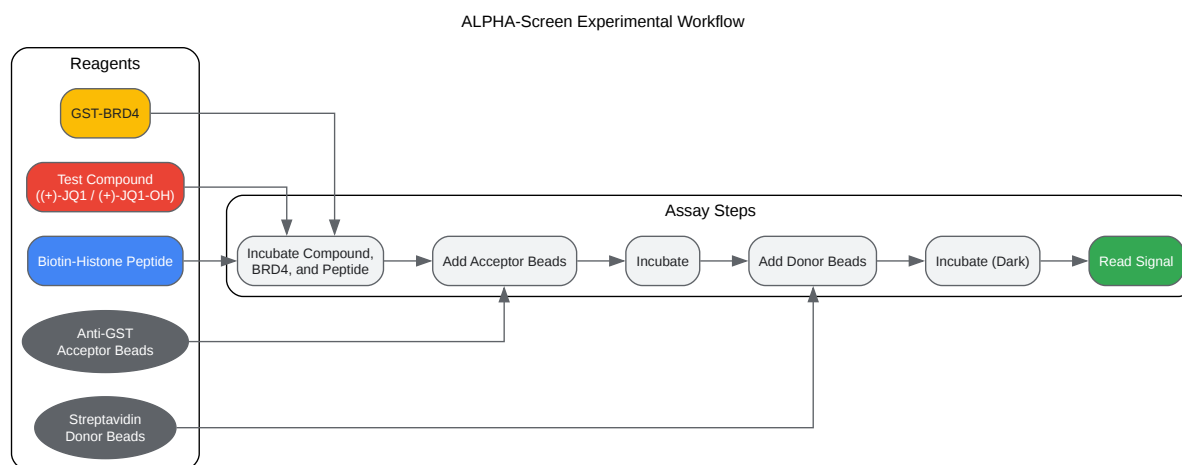 ALPHA-Screen Experimental Workflow
Reagents
GST-BRD4
Test Compound
((+)-JQ1 / (+)-JQ1-OH)
Biotin-Histone Peptide
Anti-GST
Acceptor Beads
Streptavidin
Donor Beads
Assay Steps
Incubate Compound,
BRD4, and Peptide
Add Acceptor Beads
Incubate
Add Donor Beads
Incubate (Dark)
Read Signal